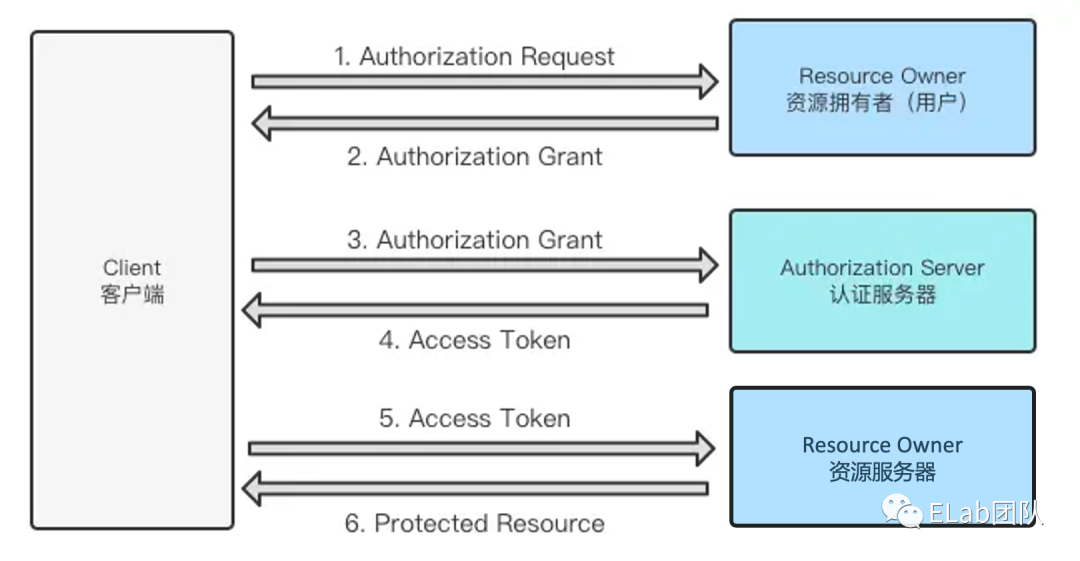 1. Authorization Request
Resource Owner
资源拥有者（用户）
2. Authorization Grant
3. Authorization Grant
Client
客户端
Authorization Server
认证服务器
4. Access Token
5. Access Token
Resource Owner
资源服务器
6. Protected Resource
ELab团队